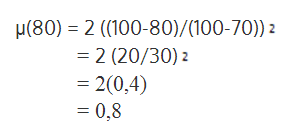 μ(80) = 2 ((100-80)/(100-70)) 2
= 2 (20/30) 2
= 2(0,4)
= 0,8